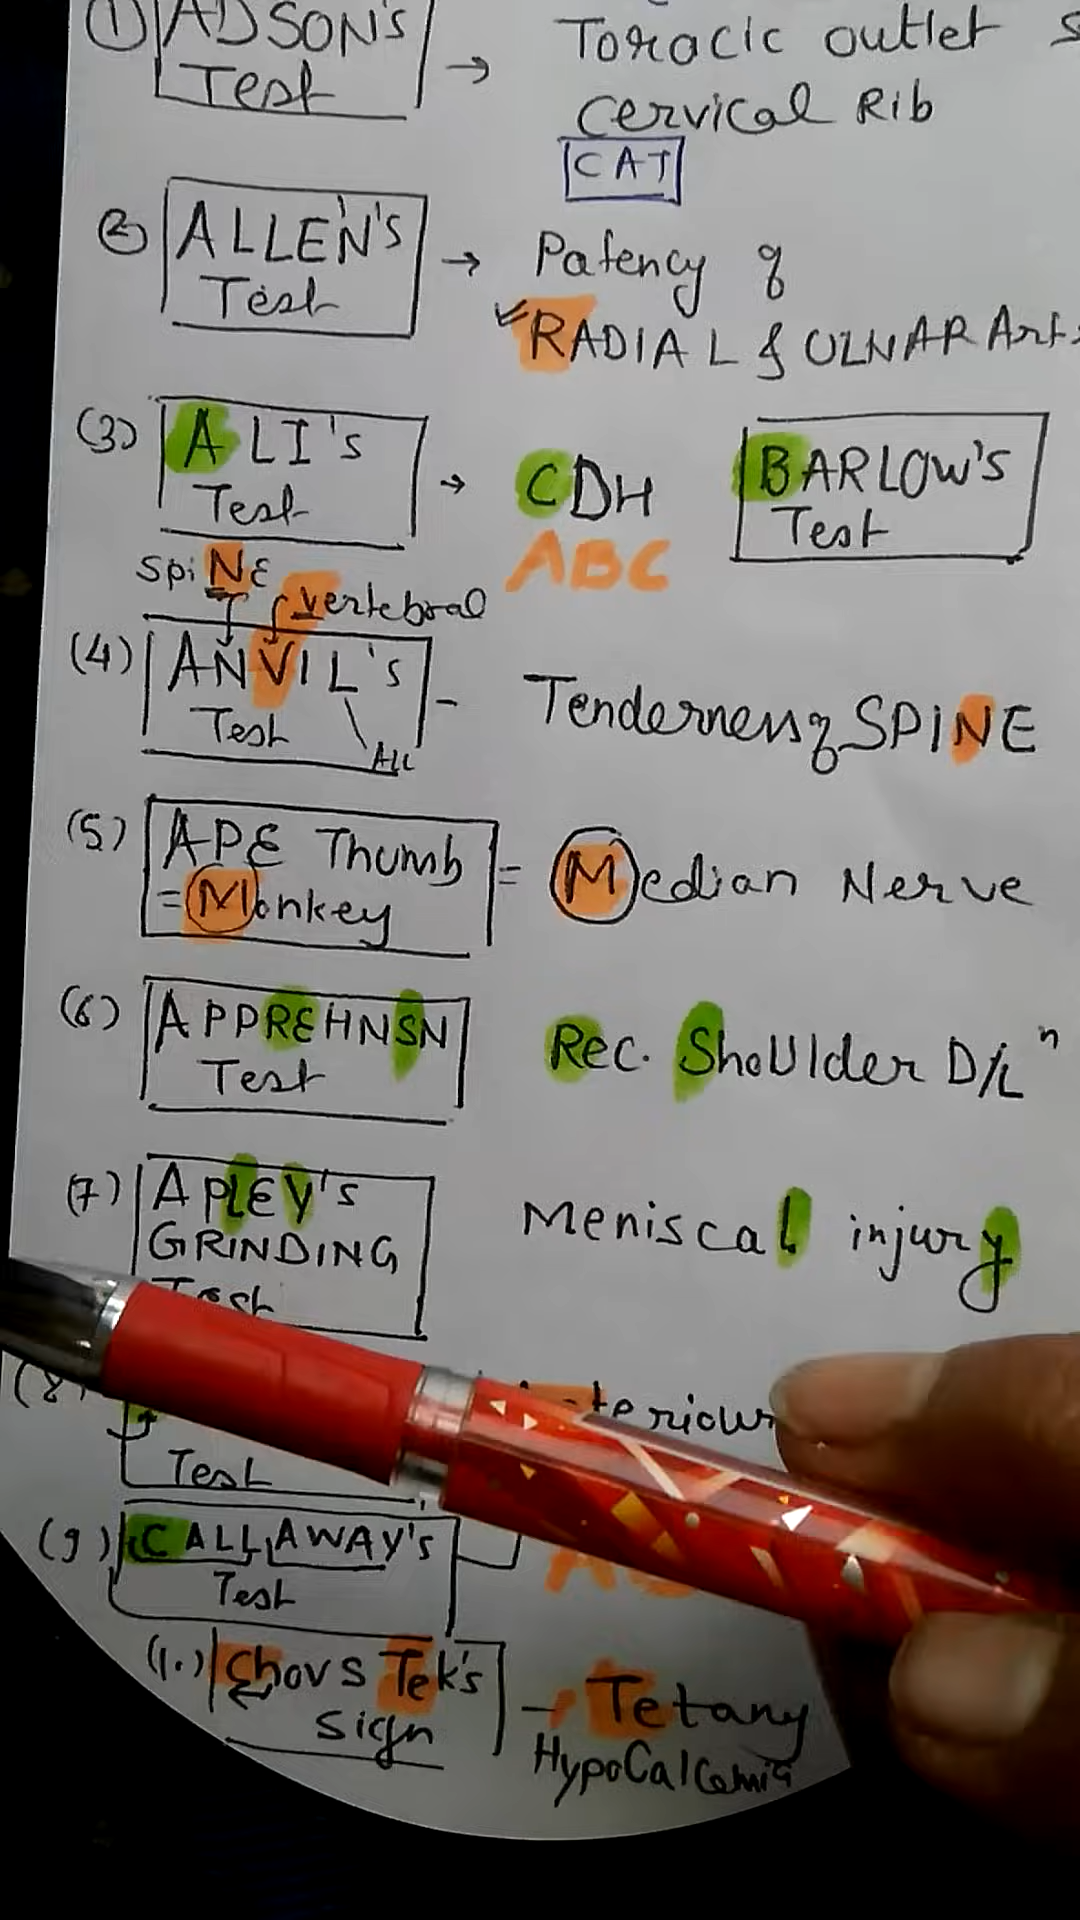 (1) ADSON's → Toracic outlet
Test cervical Rib
CAT
(2) ALLEN'S → Patency of
Test RADIAL & ULNAR Art.
(3) ALI's → CDH BARLOW's
Test ABC Test
SpiNE vertebral
(4) ANVIL's - Tenderness of SPINE
Test All
(5) APE Thumb = Median Nerve
= Monkey
(6) APPREHNSN Rec. ShoUlder D/Lⁿ
Test
(7) APLEY's Meniscal injury
GRINDING
Test
(8)
Test
(9) CALLAWAY's
Test
(10) ChovsTek's - Tetany
Sign HypoCalcemia